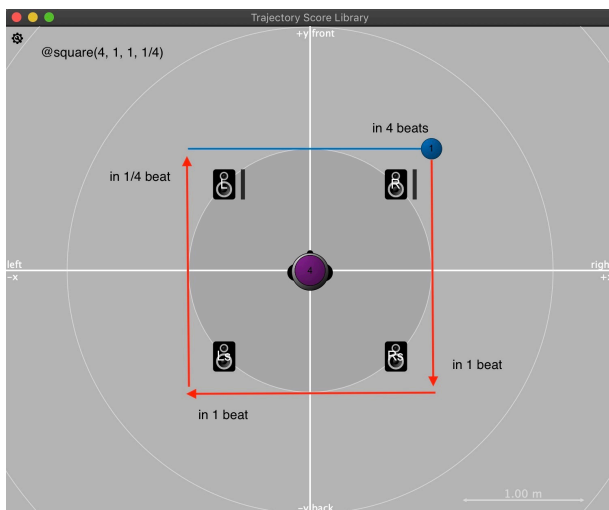 Trajectory Score Library
+y front
@square(4, 1, 1, 1/4)
in 4 beats
1
in 1/4 beat
L
R
left
-x
4
righ
+x
Ls
Rs
in 1 beat
in 1 beat
1.00 m
-y back